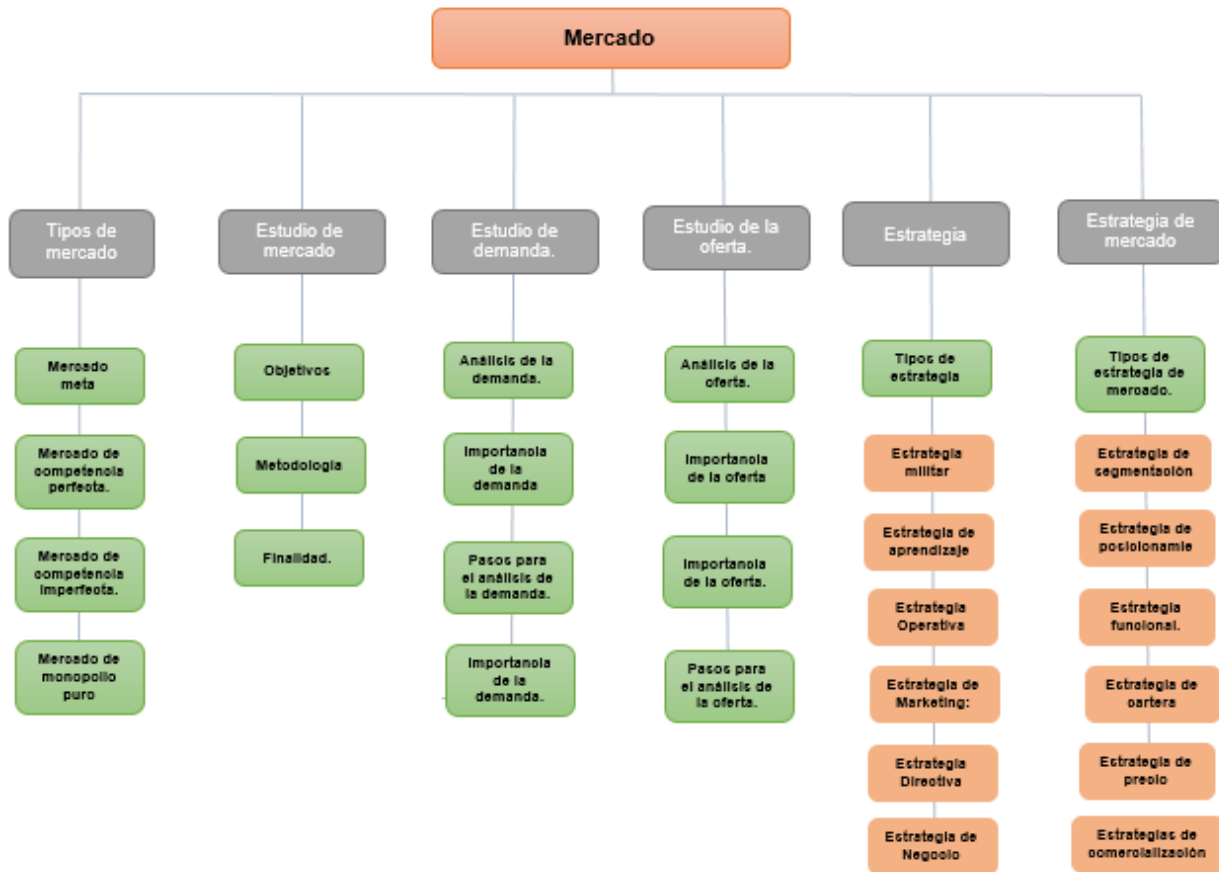 Mercado
Tipos de
mercado
Mercado
meta
Mercado de
competencia
perfecta.
Mercado de
competencia
imperfecta.
Mercado de
monopolio
puro
Estudio de
mercado
Objetivos
Metodologia
Finalidad.
Estudio de
demanda.
Análisis de la
demanda.
Importancia
de la
demanda
Pasos para
el análisis de
la demanda.
Importancia
de la
demanda.
Estudio de la
oferta.
Análisis de la
oferta.
Importancia
de la oferta
Importancia
de la oferta.
Pasos para
el análisis de
la oferta.
Estrategia
Tipos de
estrategia
Estrategia
militar
Estrategia de
aprendizaje
Estrategia
Operativa
Estrategia de
Marketing:
Estrategia
Directiva
Estrategia de
Negocio
Estrategia de
mercado
Tipos de
estrategia de
mercado.
Estrategia de
segmentación
Estrategia de
posicionamie
Estrategia
funcional.
Estrategia de
cartera
Estrategia de
precio
Estrategias de
comercialización